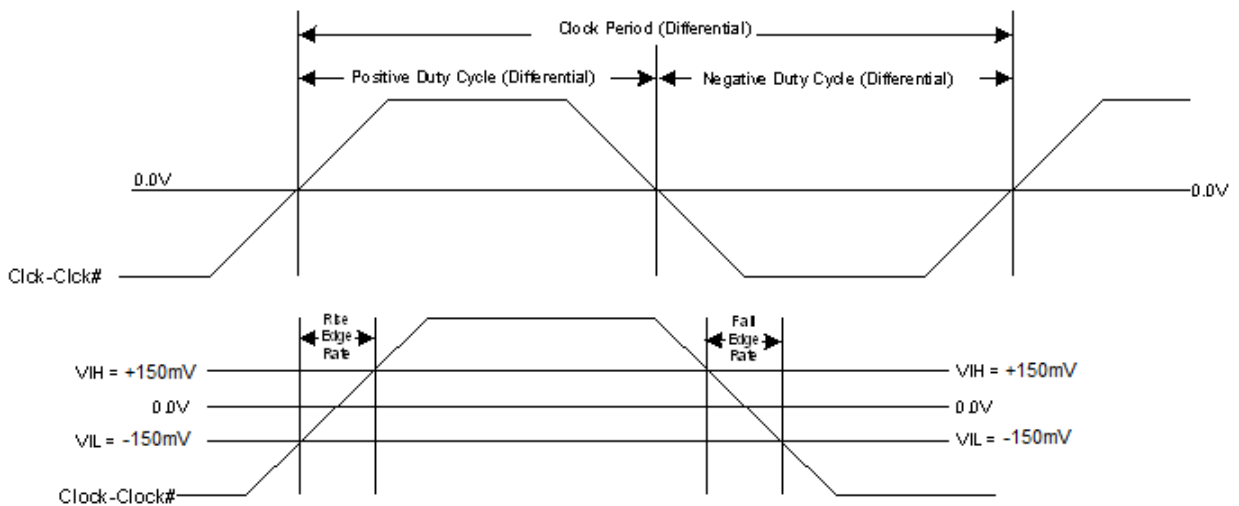 Clock Period (Differential)
Positive Duty Cycle (Differential)
Negative Duty Cycle (Differential)
0.0V
0.0V
Clck-Clck#
Rise
Edge
Rate
Fall
Edge
Rate
VIH = +150mV
VIH = +150mV
0.0V
0.0V
VIL = -150mV
VIL = -150mV
Clock-Clock#